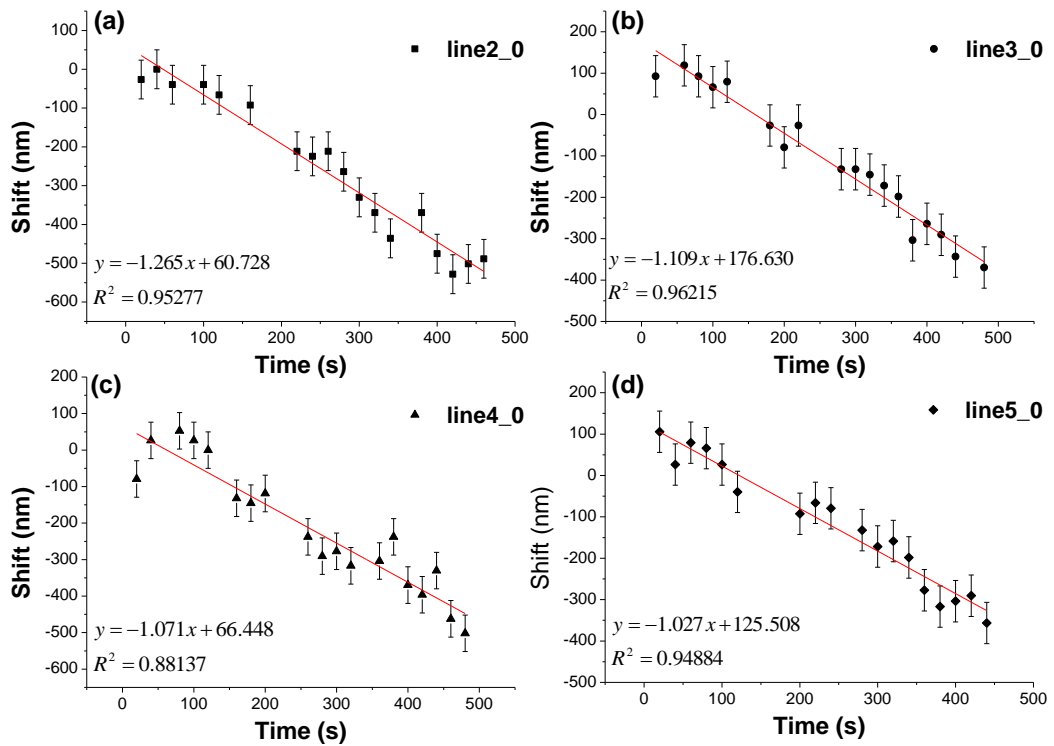 (a)
line2_0
100
0
-100
-200
-300
-400
-500
-600
Shift (nm)
y = −1.265x + 60.728
R² = 0.95277
0 100 200 300 400 500
Time (s)
(b)
line3_0
300
200
100
0
-100
-200
-300
-400
-500
Shift (nm)
y = −1.109x + 176.630
R² = 0.96215
0 100 200 300 400 500
Time (s)
(c)
line4_0
200
100
0
-100
-200
-300
-400
-500
-600
Shift (nm)
y = −1.071x + 66.448
R² = 0.88137
0 100 200 300 400 500
Time (s)
(d)
line5_0
200
100
0
-100
-200
-300
-400
-500
Shift (nm)
y = −1.027x + 125.508
R² = 0.94884
0 100 200 300 400 500
Time (s)